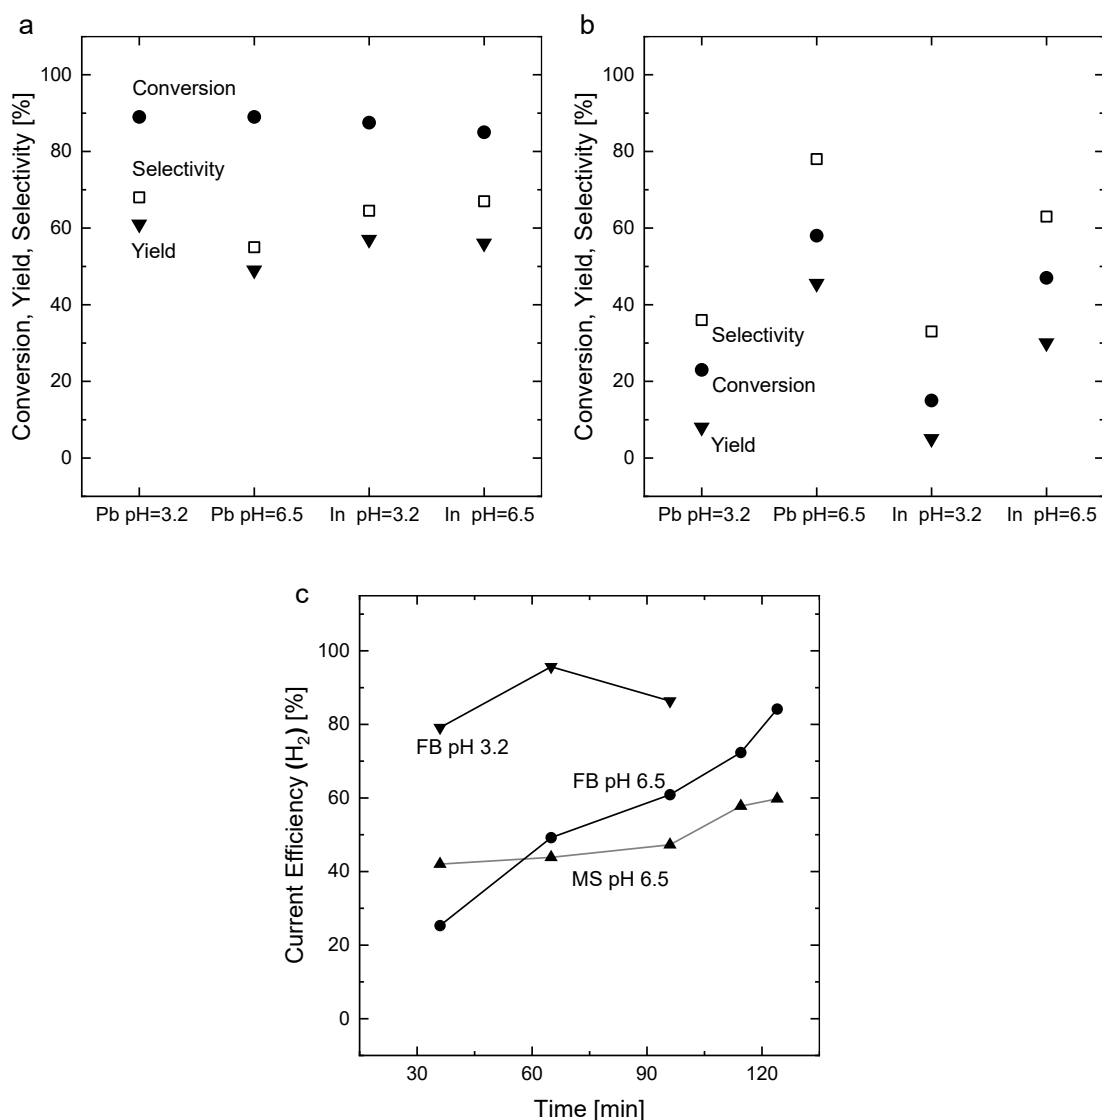 a
Conversion, Yield, Selectivity [%]
100
80
60
40
20
0
Conversion
Selectivity
Yield
Pb pH=3.2
Pb pH=6.5
In pH=3.2
In pH=6.5
b
Conversion, Yield, Selectivity [%]
100
80
60
40
20
0
Selectivity
Conversion
Yield
Pb pH=3.2
Pb pH=6.5
In pH=3.2
In pH=6.5
c
Current Efficiency (H₂) [%]
100
80
60
40
20
0
FB pH 3.2
FB pH 6.5
MS pH 6.5
30
60
90
120
Time [min]